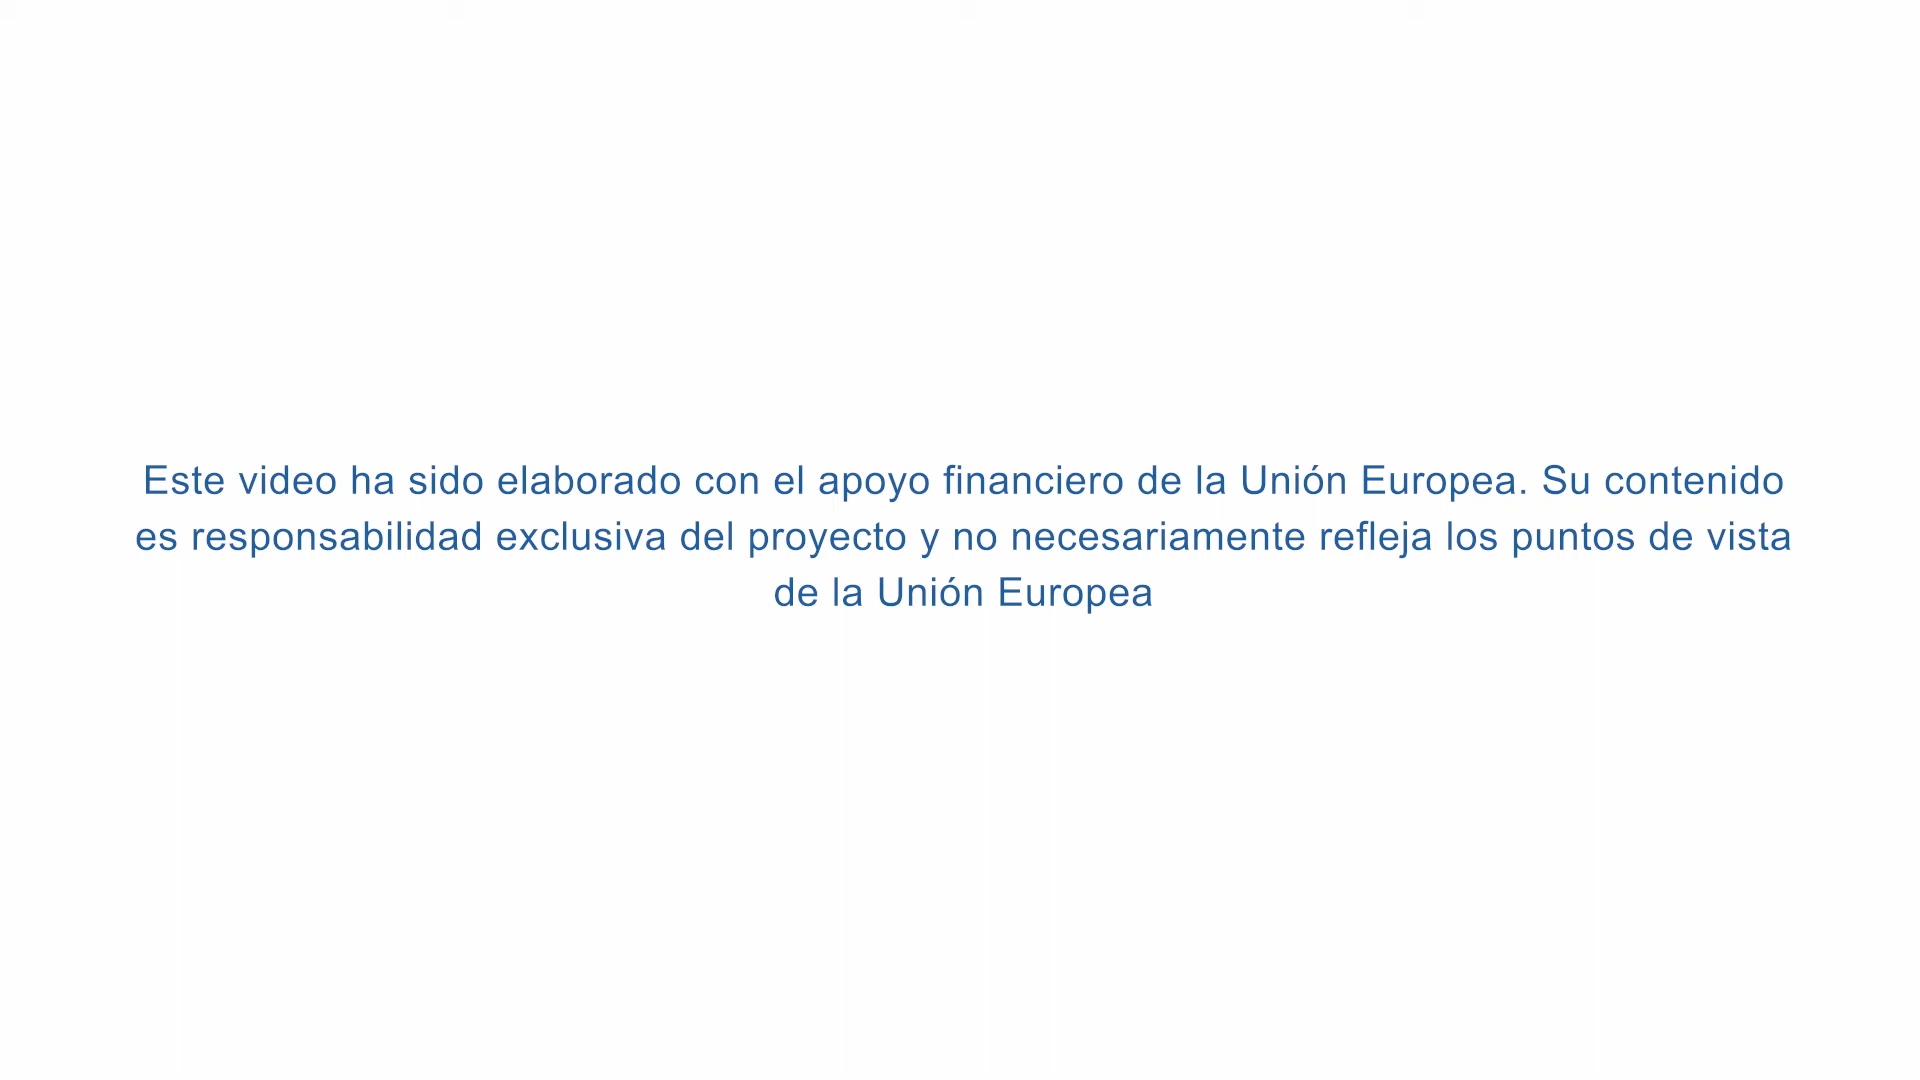 Este video ha sido elaborado con el apoyo financiero de la Unión Europea. Su contenido
es responsabilidad exclusiva del proyecto y no necesariamente refleja los puntos de vista
de la Unión Europea